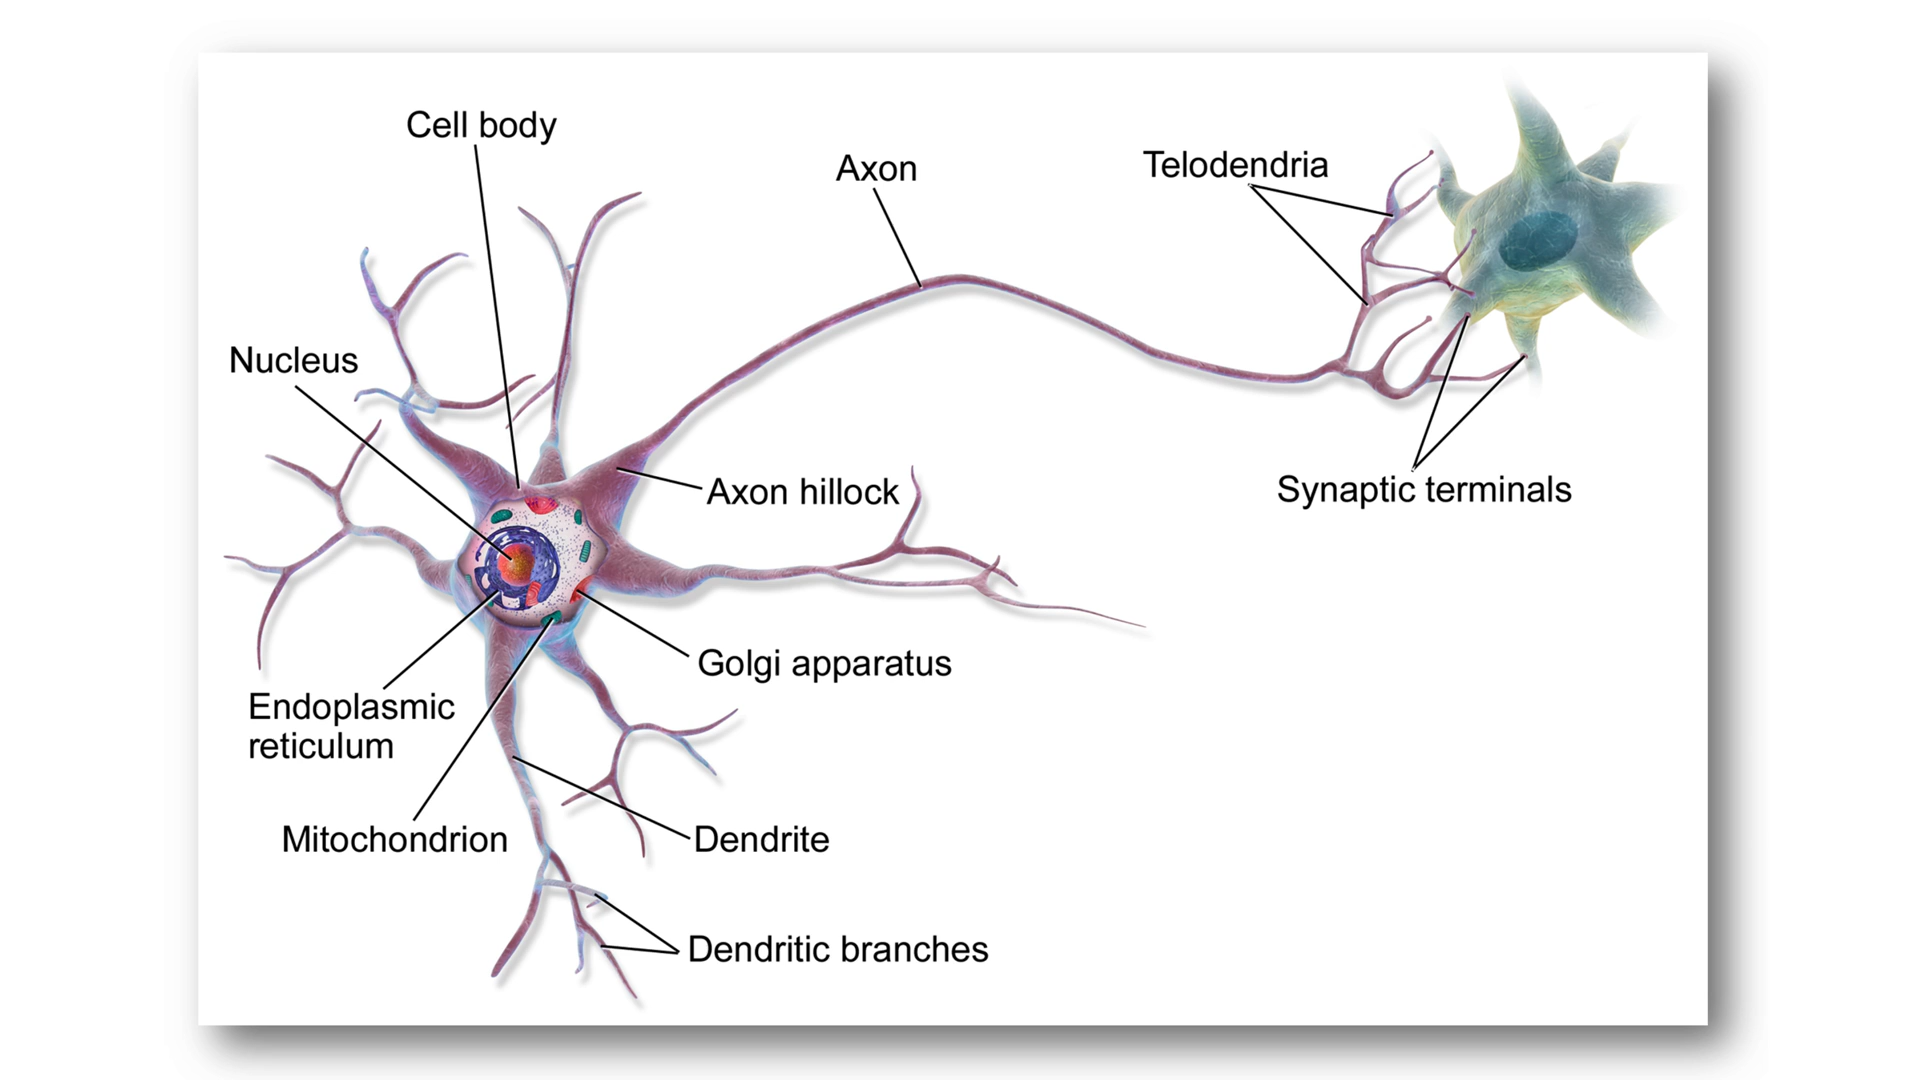 Cell body
Axon
Telodendria
Nucleus
Axon hillock
Synaptic terminals
Golgi apparatus
Endoplasmic
reticulum
Mitochondrion
Dendrite
Dendritic branches